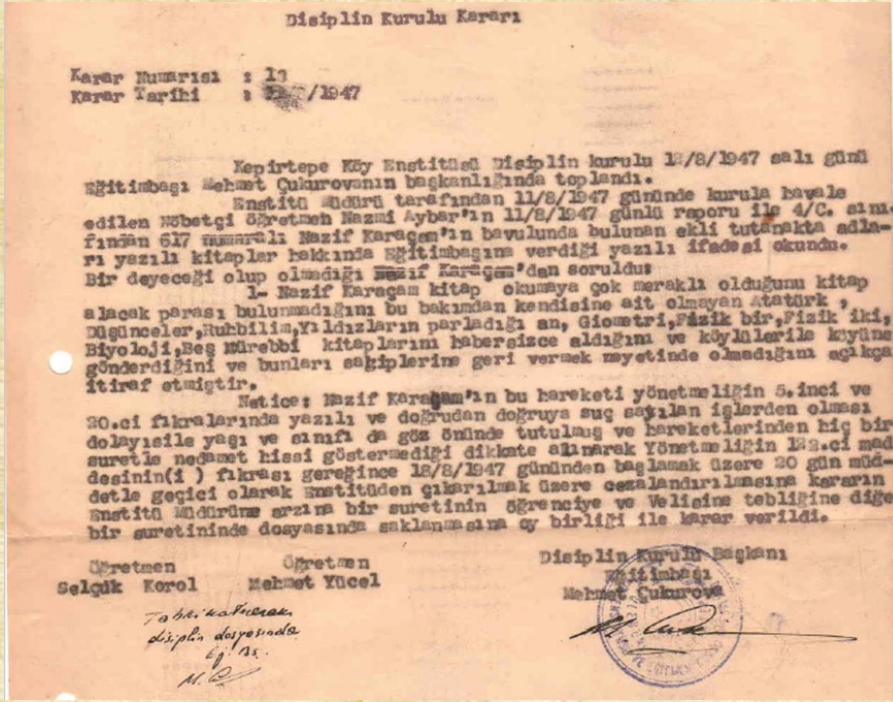 Disiplin Kurulu Kararı
Karar Numarısı : 19
Karar Tarihi : /1947
Kepirtepe Köy Enstitüsü Disiplin kurulu 12/8/1947 salı günü
Eğitimbaşı Mehmet Çukurovanın başkanlığında toplandı.
Enstitü Müdürü tarafından 11/8/1947 gününde kurula havale
edilen Nöbetçi öğretmeh Nazmi Aybar'ın 11/8/1947 günlü raporu ile 4/C. sını-
fından 617 numaralı Nazif Karaçam'ın bavulunda bulunan ekli tutanakta adla-
rı yazılı kitaplar hakkında Eğitimbaşına verdiği yazılı ifadesi okundu.
Bir deyeceği olup olmadığı Nazif Karaçam'dan soruldu:
1- Nazif Karaçam kitap okumaya çok meraklı olduğunu kitap
alacak parası bulunmadığını bu bakımdan kendisine ait olmayan Atatürk ,
Düşünceler,Ruhbilim,Yıldızların parladığı an, Giometri,Fizik bir,Fizik iki,
Biyoloji,Beş Mürebbi kitaplarını habersizce aldığını ve köylülerile köyüne
gönderdiğini ve bunları sahiplerine geri vermek neyetinde olmadığını açıkça
itiraf etmiştir.
Netice: Nazif Karaçam'ın bu hareketi yönetmeliğin 5.inci ve
20.ci fıkralarında yazılı ve doğrudan doğruya suç sayılan işlerden olması
dolayısile yaşı ve sınıfı da göz önünde tutulmuş ve hareketlerinden hiç bir
suretle nedamet hissi göstermediği dikkate alınarak Yönetmeliğin 122.ci mad
desinin(i ) fıkrası gereğince 18/8/1947 gününden başlamak üzere 20 gün müd-
detle geçici olarak Enstitüden çıkarılmak üzere cezalandırılmasına kararın
Enstitü Müdürüne arzına bir suretinin öğrenciye ve Velisine tebliğine diğe
bir suretininde dosyasında saklanmasına oy birliği ile karar verildi.
Öğretmen Öğretmen Disiplin Kurulu Başkanı
Selçuk Korol Mehmet Yücel Eğitimbaşı
Mehmet Çukurova
disiplin dosyasında